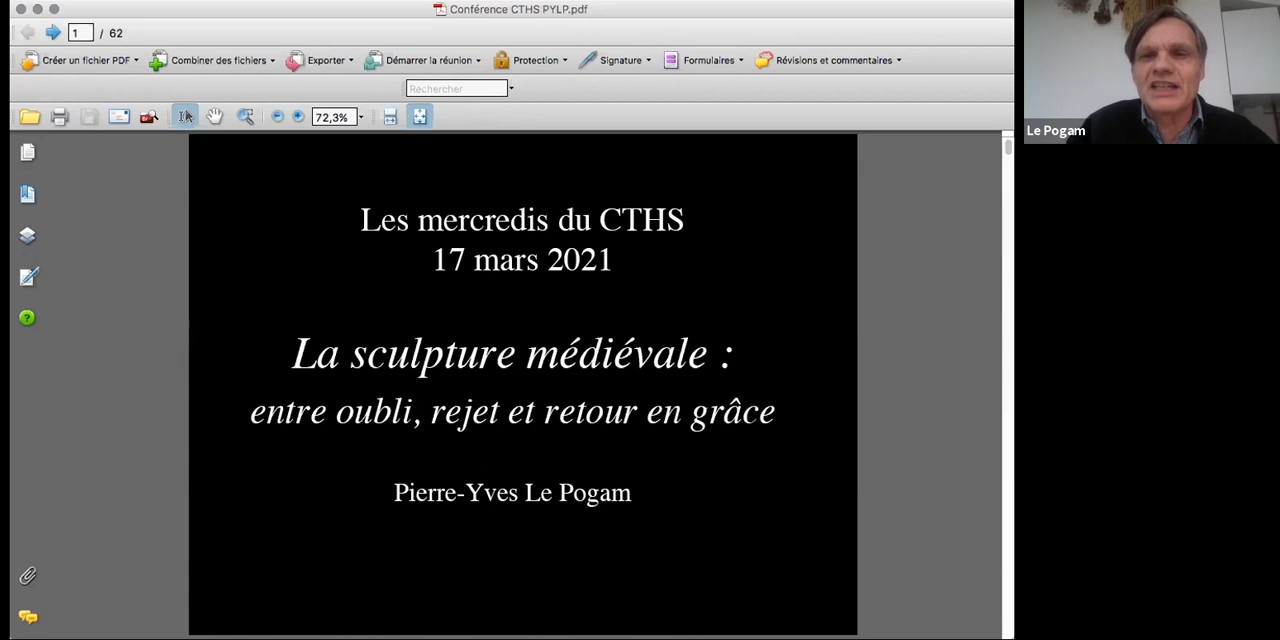 Conférence CTHS PYLP.pdf
1 / 62
Créer un fichier PDF
Combiner des fichiers
Exporter
Démarrer la réunion
Protection
Signature
Formulaires
Révisions et commentaires
Rechercher
72,3%
Le Pogam
Les mercredis du CTHS
17 mars 2021
La sculpture médiévale :
entre oubli, rejet et retour en grâce
Pierre-Yves Le Pogam